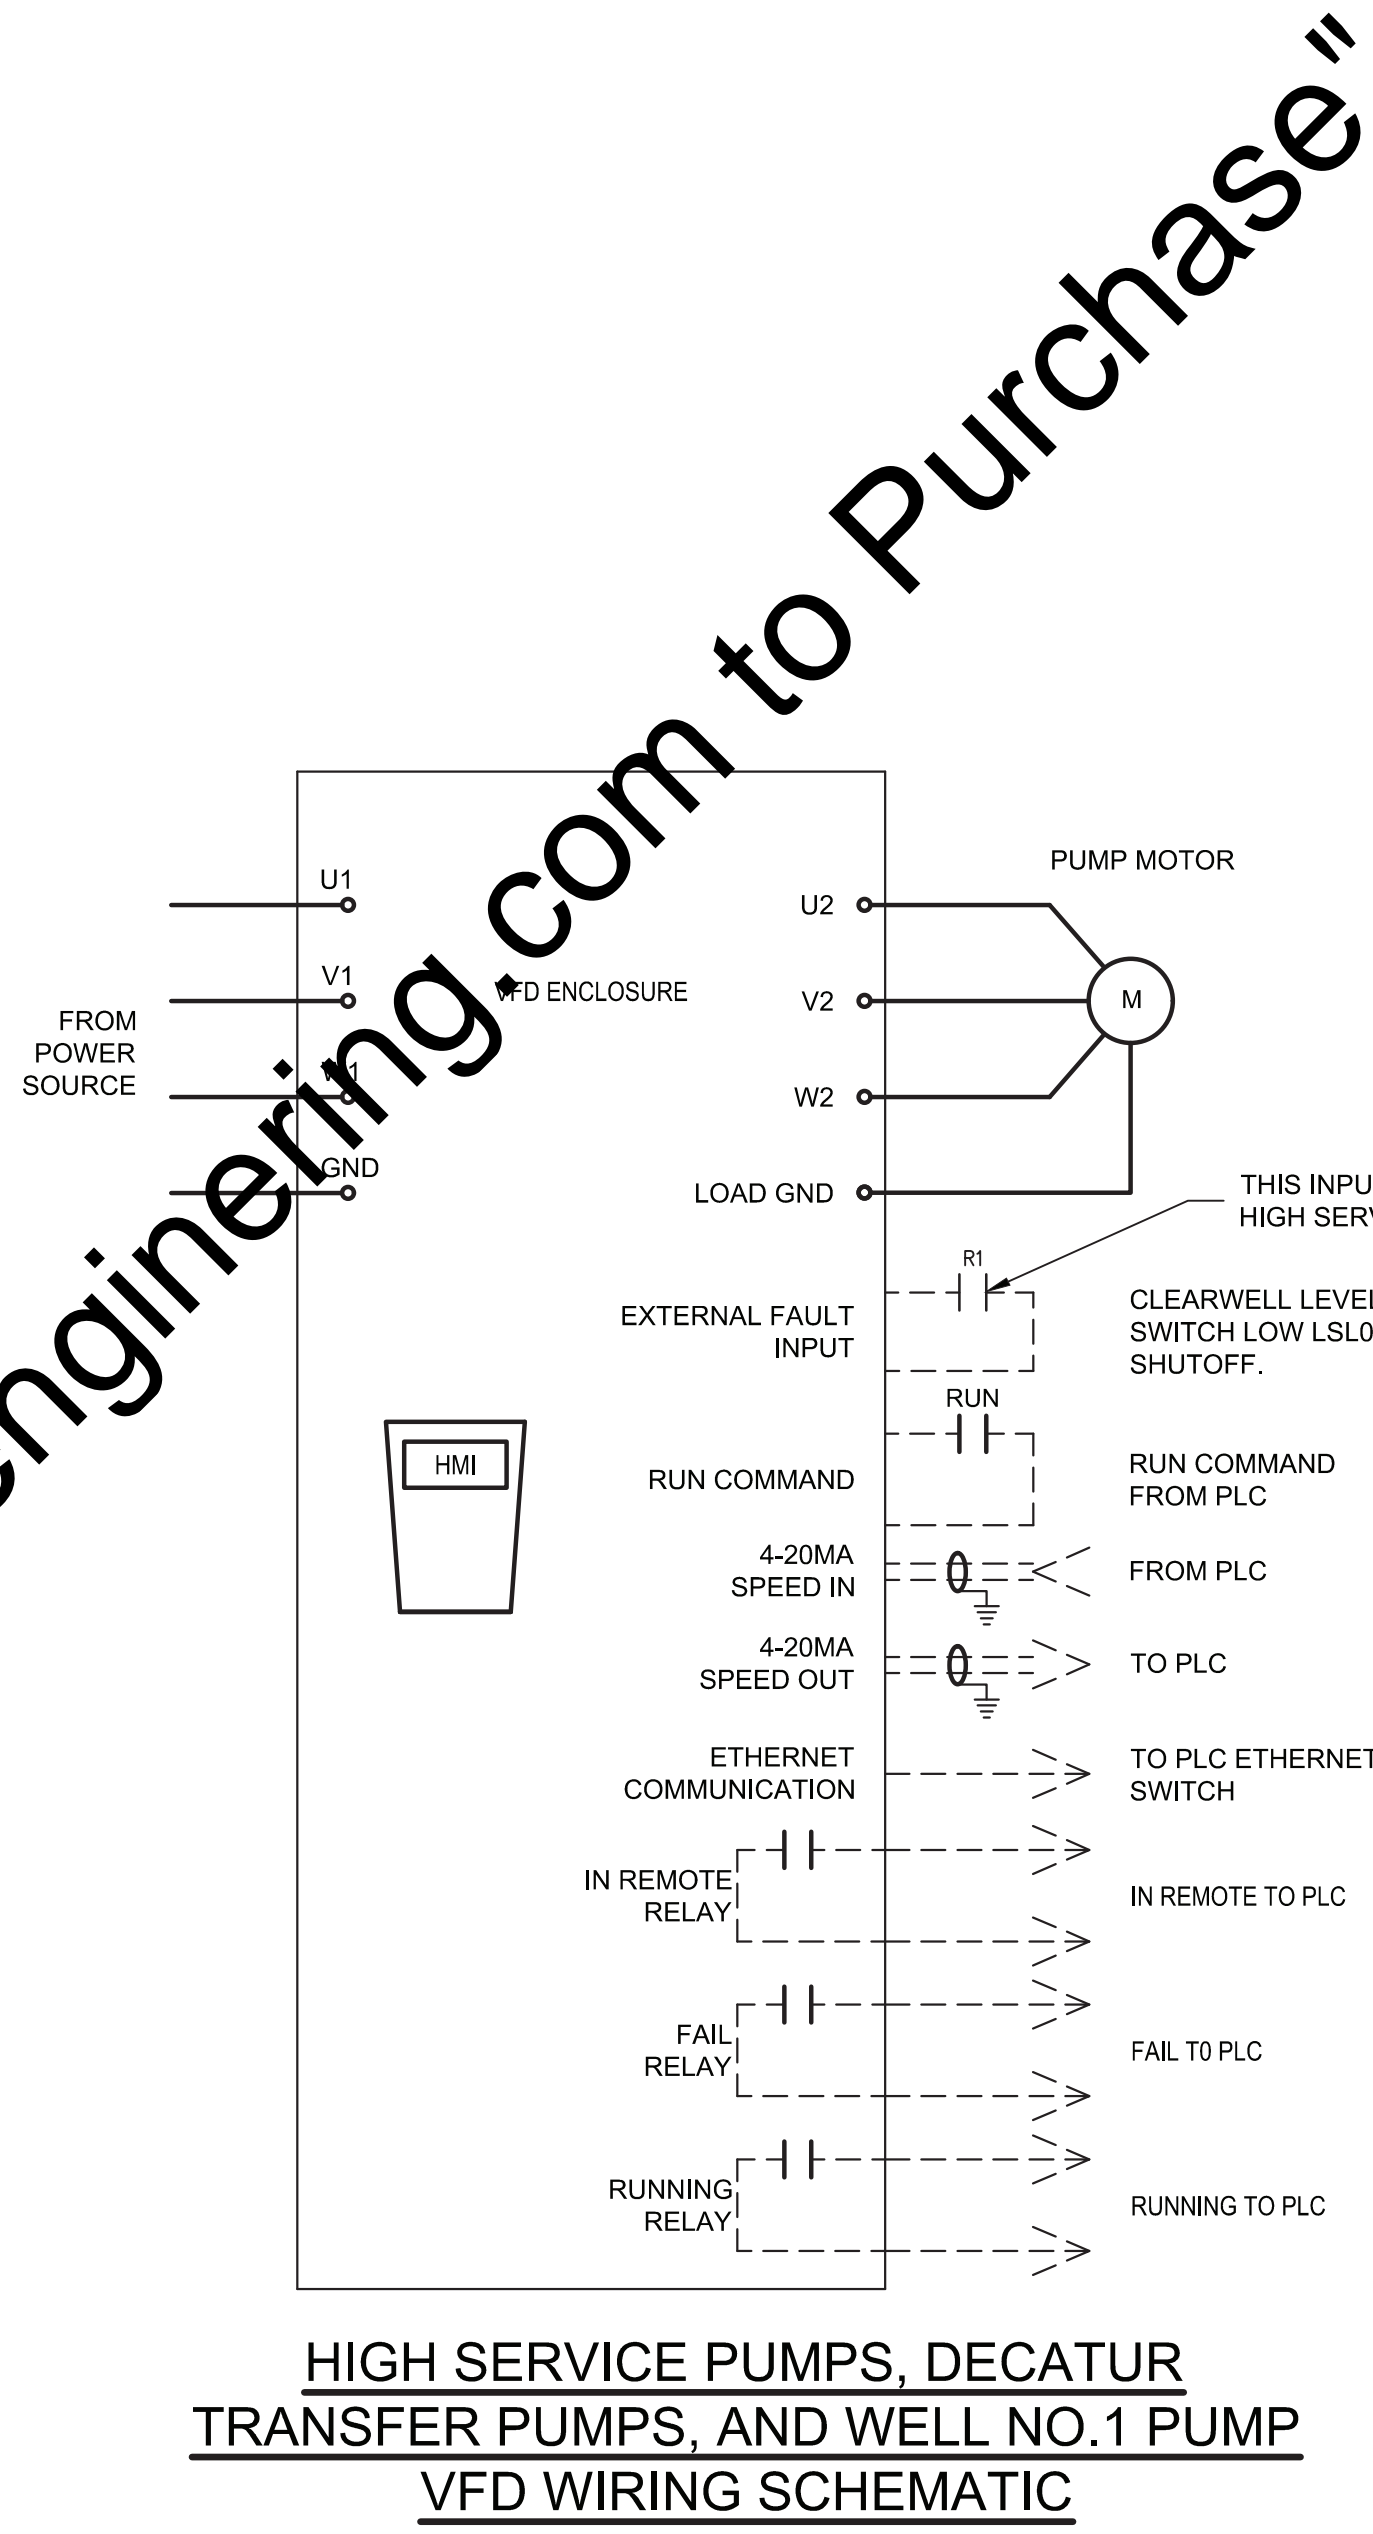 enginering.com to Purchase"
U1
V1
GND
FROM
POWER
SOURCE
VFD ENCLOSURE
HMI
U2
V2
W2
LOAD GND
PUMP MOTOR
M
THIS INPU
HIGH SERV
R1
EXTERNAL FAULT
INPUT
CLEARWELL LEVEL
SWITCH LOW LSL0
SHUTOFF.
RUN
RUN COMMAND
RUN COMMAND
FROM PLC
4-20MA
SPEED IN
FROM PLC
4-20MA
SPEED OUT
TO PLC
ETHERNET
COMMUNICATION
TO PLC ETHERNET
SWITCH
IN REMOTE
RELAY
IN REMOTE TO PLC
FAIL
RELAY
FAIL T0 PLC
RUNNING
RELAY
RUNNING TO PLC
HIGH SERVICE PUMPS, DECATUR
TRANSFER PUMPS, AND WELL NO.1 PUMP
VFD WIRING SCHEMATIC